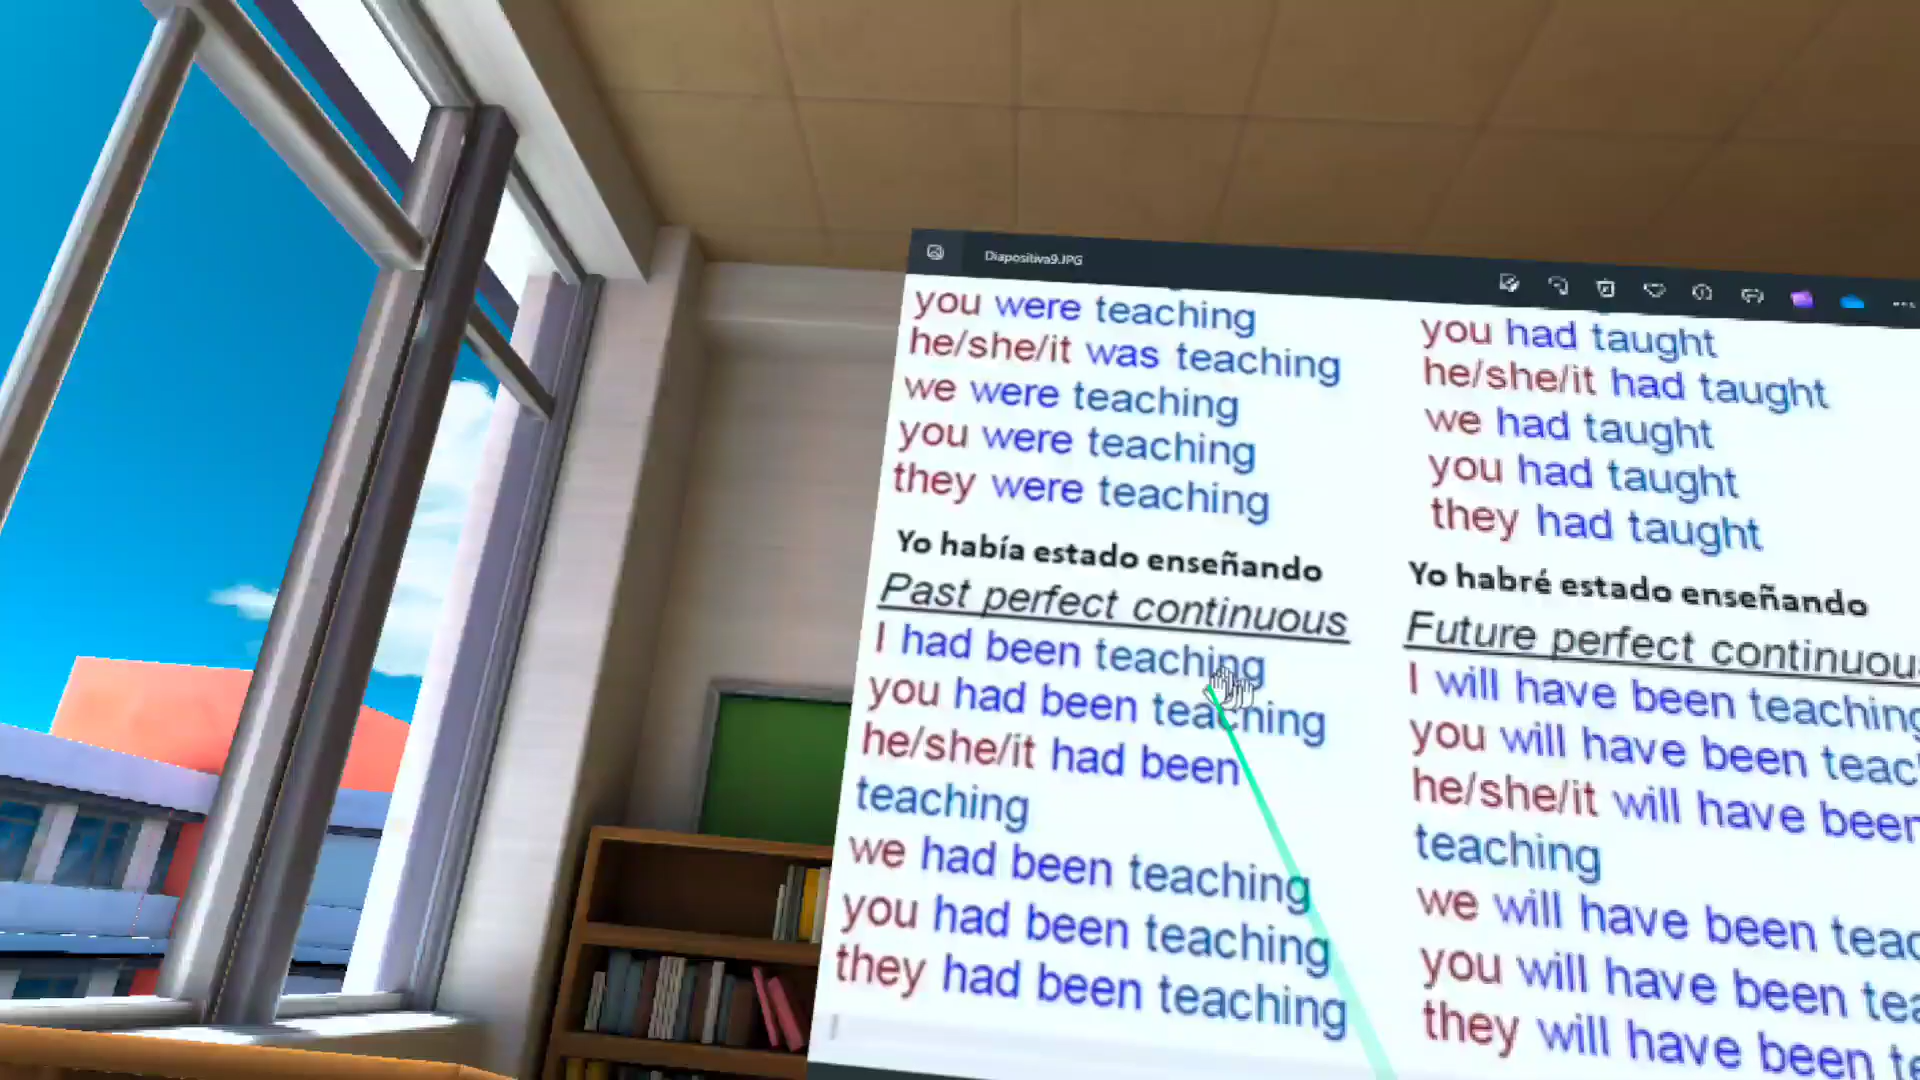 Diapositiva9.JPG
you were teaching
he/she/it was teaching
we were teaching
you were teaching
they were teaching
Yo había estado enseñando
Past perfect continuous
I had been teaching
you had been teaching
he/she/it had been
teaching
we had been teaching
you had been teaching
they had been teaching
you had taught
he/she/it had taught
we had taught
you had taught
they had taught
Yo habré estado enseñando
Future perfect continuous
I will have been teaching
you will have been teac
he/she/it will have been
teaching
we will have been teac
you will have been tea
they will have been te